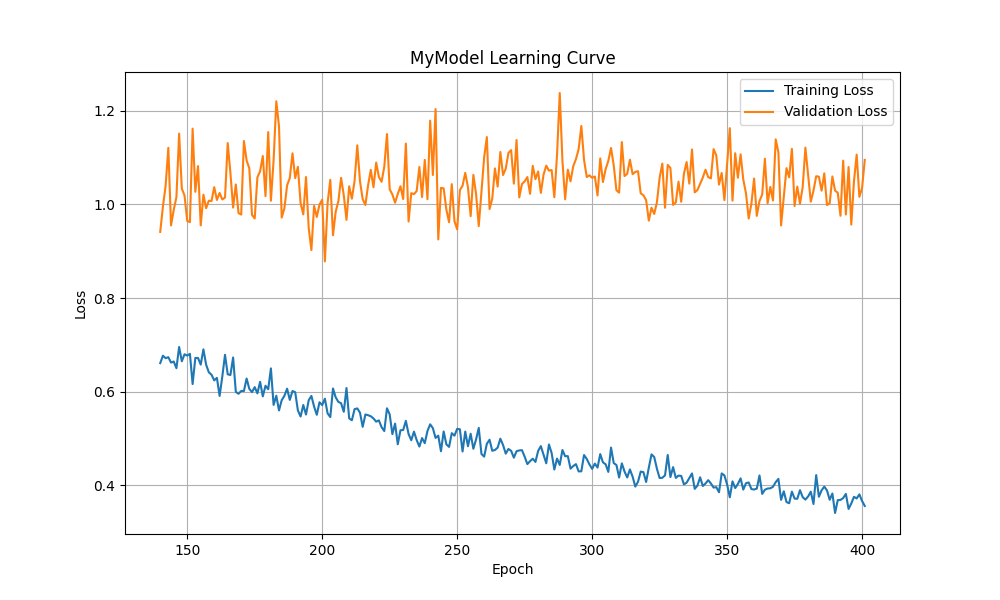 MyModel Learning Curve
Training Loss
Validation Loss
1.2
1.0
0.8
0.6
0.4
Loss
150
200
250
300
350
400
Epoch